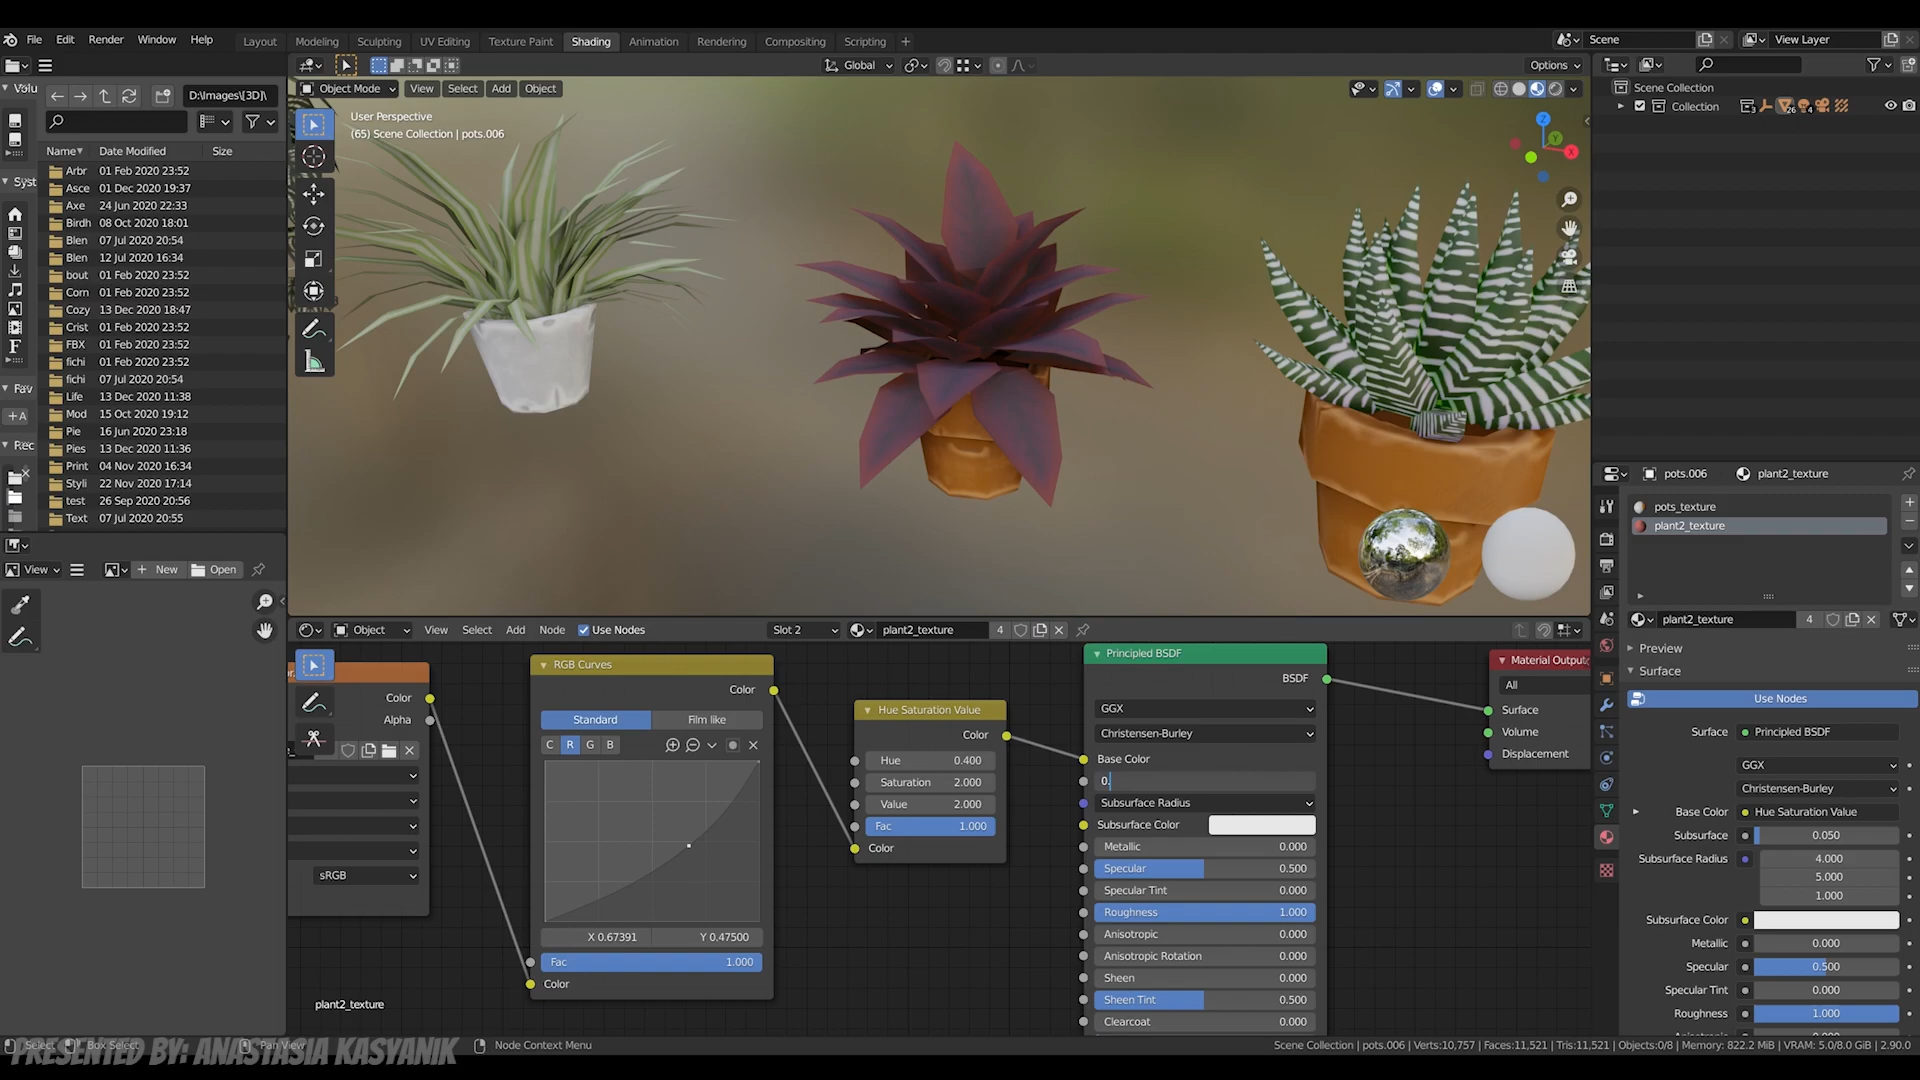 File Edit Render Window Help Layout Modeling Sculpting UV Editing Texture Paint Shading Animation Rendering Compositing Scripting + Scene View Layer
Global Options
Volu D:\Images\[3D]\ Object Mode View Select Add Object Scene Collection
Collection
User Perspective
(65) Scene Collection | pots.006
Name Date Modified Size
Arbr 01 Feb 2020 23:52
Asce 01 Dec 2020 19:37
Axe 24 Jun 2020 22:33
Birdh 08 Oct 2020 18:01
Blen 07 Jul 2020 20:54
Blen 12 Jul 2020 16:34
bout 01 Feb 2020 23:52
Corn 01 Feb 2020 23:52
Cozy 13 Dec 2020 18:47
Crist 01 Feb 2020 23:52
FBX 01 Feb 2020 23:52
fichi 01 Feb 2020 23:52
fichi 07 Jul 2020 20:54
Life 13 Dec 2020 11:38
Mod 15 Oct 2020 19:12
Pie 16 Jun 2020 23:18
Pies 13 Dec 2020 11:36
Print 04 Nov 2020 16:34
Styli 22 Nov 2020 17:14
test 26 Sep 2020 20:56
Text 07 Jul 2020 20:55
Syst
Fav
+ A
Rec
Z
Y
X
View + New Open
Object View Select Add Node Use Nodes Slot 2 plant2_texture 4
Color
Alpha
sRGB
RGB Curves
Color
Standard Film like
C R G B
X 0.67391 Y 0.47500
Fac 1.000
Color
Hue Saturation Value
Color
Hue 0.400
Saturation 2.000
Value 2.000
Fac 1.000
Color
Principled BSDF
BSDF
GGX
Christensen-Burley
Base Color
0.
Subsurface Radius
Subsurface Color
Metallic 0.000
Specular 0.500
Specular Tint 0.000
Roughness 1.000
Anisotropic 0.000
Anisotropic Rotation 0.000
Sheen 0.000
Sheen Tint 0.500
Clearcoat 0.000
Material Output
All
Surface
Volume
Displacement
plant2_texture
pots.006 plant2_texture
pots_texture
plant2_texture
plant2_texture 4
Preview
Surface
Use Nodes
Surface Principled BSDF
GGX
Christensen-Burley
Base Color Hue Saturation Value
Subsurface 0.050
Subsurface Radius 4.000
5.000
1.000
Subsurface Color
Metallic 0.000
Specular 0.500
Specular Tint 0.000
Roughness 1.000
Select Box Select Pan View Node Context Menu
PRESENTED BY: ANASTASIA KASYANIK
Scene Collection | pots.006 | Verts:10,757 | Faces:11,521 | Tris:11,521 | Objects:0/8 | Memory: 822.2 MiB | VRAM: 5.0/8.0 GiB | 2.90.0